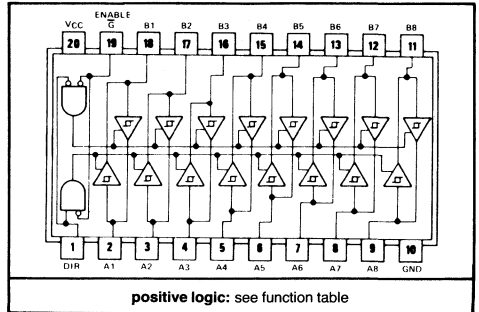 ENABLE
VCC G B1 B2 B3 B4 B5 B6 B7 B8
20 19 18 17 16 15 14 13 12 11
1 2 3 4 5 6 7 8 9 10
DIR A1 A2 A3 A4 A5 A6 A7 A8 GND
positive logic: see function table